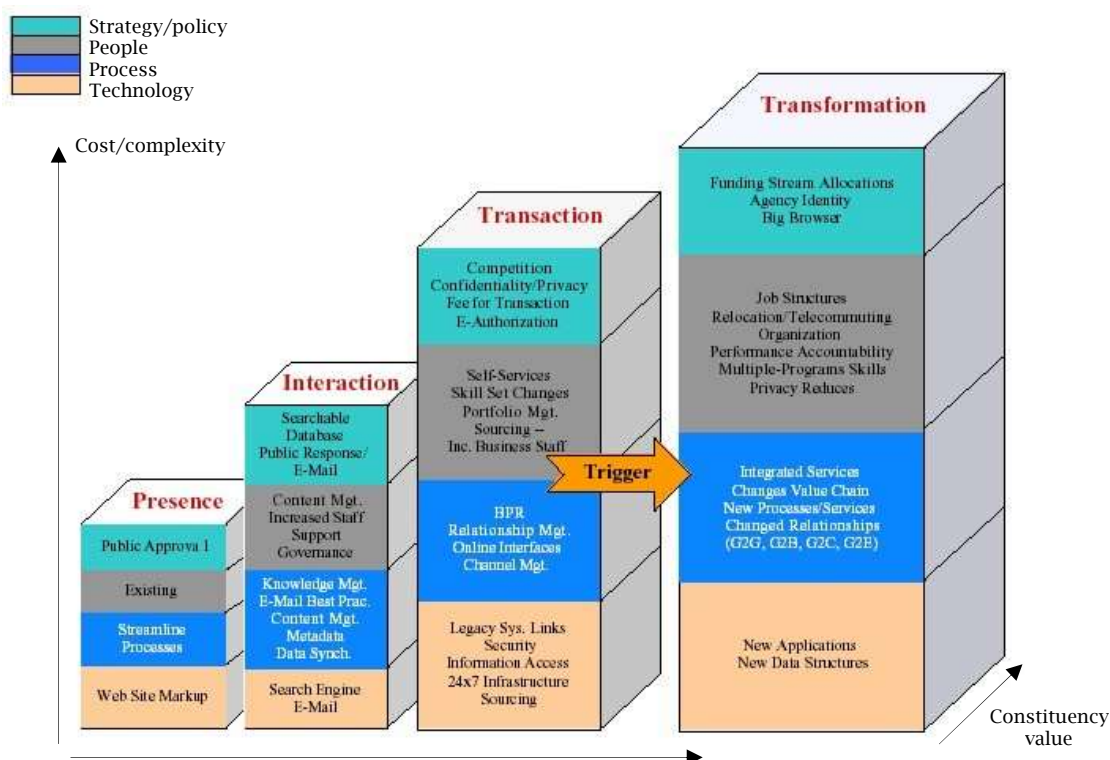 Strategy/policy
People
Process
Technology
Cost/complexity
Presence
Public Approva 1
Existing
Streamline
Processes
Web Site Markup
Interaction
Searchable
Database
Public Response/
E-Mail
Content Mgt.
Increased Staff
Support
Governance
Knowledge Mgt.
E-Mail Best Prac.
Content Mgt.
Metadata
Data Synch.
Search Engine
E-Mail
Transaction
Competition
Confidentiality/Privacy
Fee for Transaction
E-Authorization
Self-Services
Skill Set Changes
Portfolio Mgt.
Sourcing --
Inc. Business Staff
BPR
Relationship Mgt.
Online Interfaces
Channel Mgt.
Legacy Sys. Links
Security
Information Access
24x7 Infrastructure
Sourcing
Trigger
Transformation
Funding Stream Allocations
Agency Identity
Big Browser
Job Structures
Relocation/Telecommuting
Organization
Performance Accountability
Multiple-Programs Skills
Privacy Reduces
Integrated Services
Changes Value Chain
New Processes/Services
Changed Relationships
(G2G, G2B, G2C, G2E)
New Applications
New Data Structures
Constituency
value